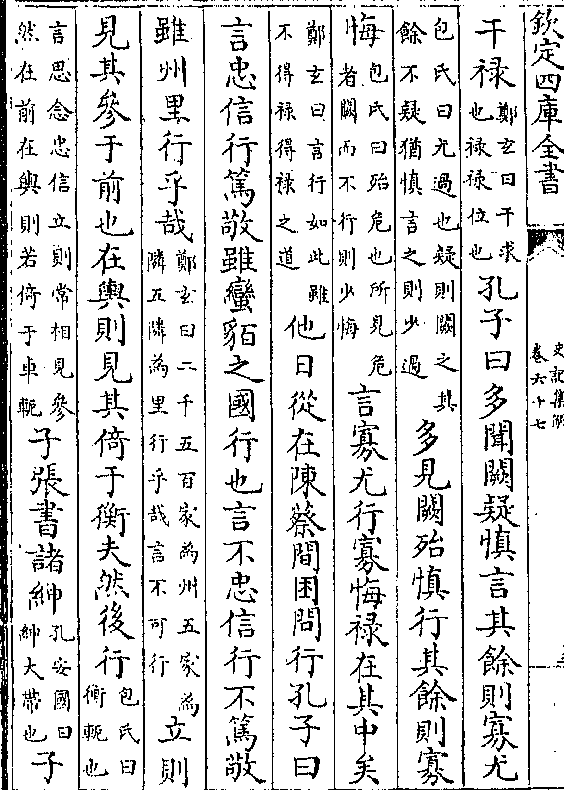 欽定四庫全書
史記集解
卷六十七
干禄鄭玄曰干求也禄禄位也孔子曰多聞闕疑慎言其餘則寡尤
包氏曰尤過也疑則闕之其餘不疑猶慎言之則少過多見闕殆慎行其餘則寡
悔包氏曰殆危也所見危者闕而不行則少悔言寡尤行寡悔禄在其中矣
鄭玄曰言行如此雖不得禄得禄之道他日從在陳蔡間困問行孔子曰
言忠信行篤敬雖蠻貊之國行也言不忠信行不篤敬
雖州里行乎哉鄭玄曰二千五百家為州五家為隣五隣為里行乎哉言不可行立則
見其參于前也在輿則見其倚于衡夫然後行包氏曰衡軛也
言思念忠信立則常相見參然在前在輿則若倚于車軛子張書諸紳孔安國曰紳大帶也子